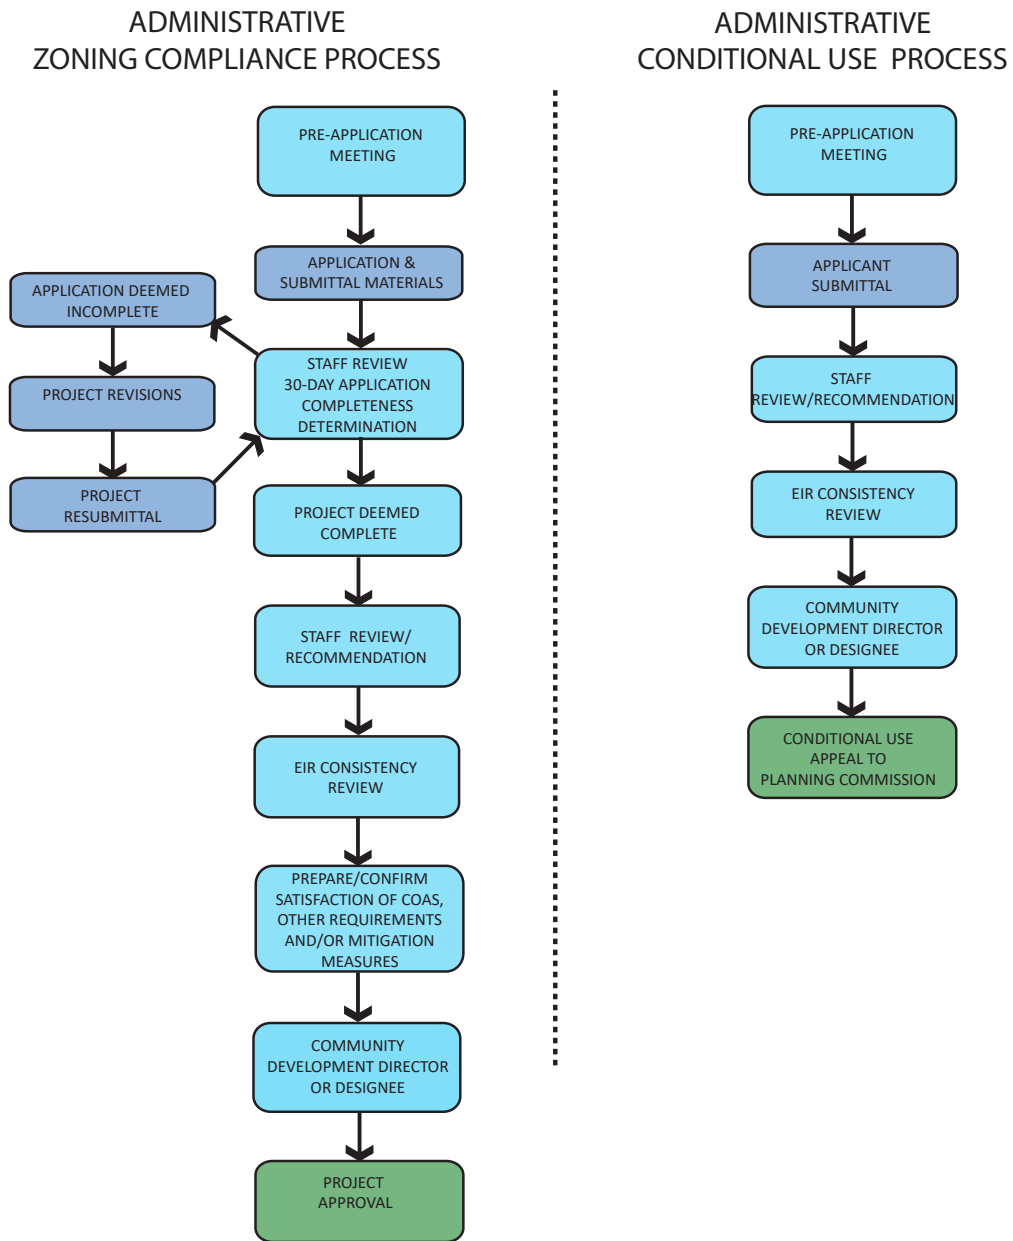 ADMINISTRATIVE
ZONING COMPLIANCE PROCESS
PRE-APPLICATION
MEETING
APPLICATION &
SUBMITTAL MATERIALS
APPLICATION DEEMED
INCOMPLETE
PROJECT REVISIONS
PROJECT
RESUBMITTAL
STAFF REVIEW
30-DAY APPLICATION
COMPLETENESS
DETERMINATION
PROJECT DEEMED
COMPLETE
STAFF REVIEW/
RECOMMENDATION
EIR CONSISTENCY
REVIEW
PREPARE/CONFIRM
SATISFACTION OF COAS,
OTHER REQUIREMENTS
AND/OR MITIGATION
MEASURES
COMMUNITY
DEVELOPMENT DIRECTOR
OR DESIGNEE
PROJECT
APPROVAL
ADMINISTRATIVE
CONDITIONAL USE PROCESS
PRE-APPLICATION
MEETING
APPLICANT
SUBMITTAL
STAFF
REVIEW/RECOMMENDATION
EIR CONSISTENCY
REVIEW
COMMUNITY
DEVELOPMENT DIRECTOR
OR DESIGNEE
CONDITIONAL USE
APPEAL TO
PLANNING COMMISSION